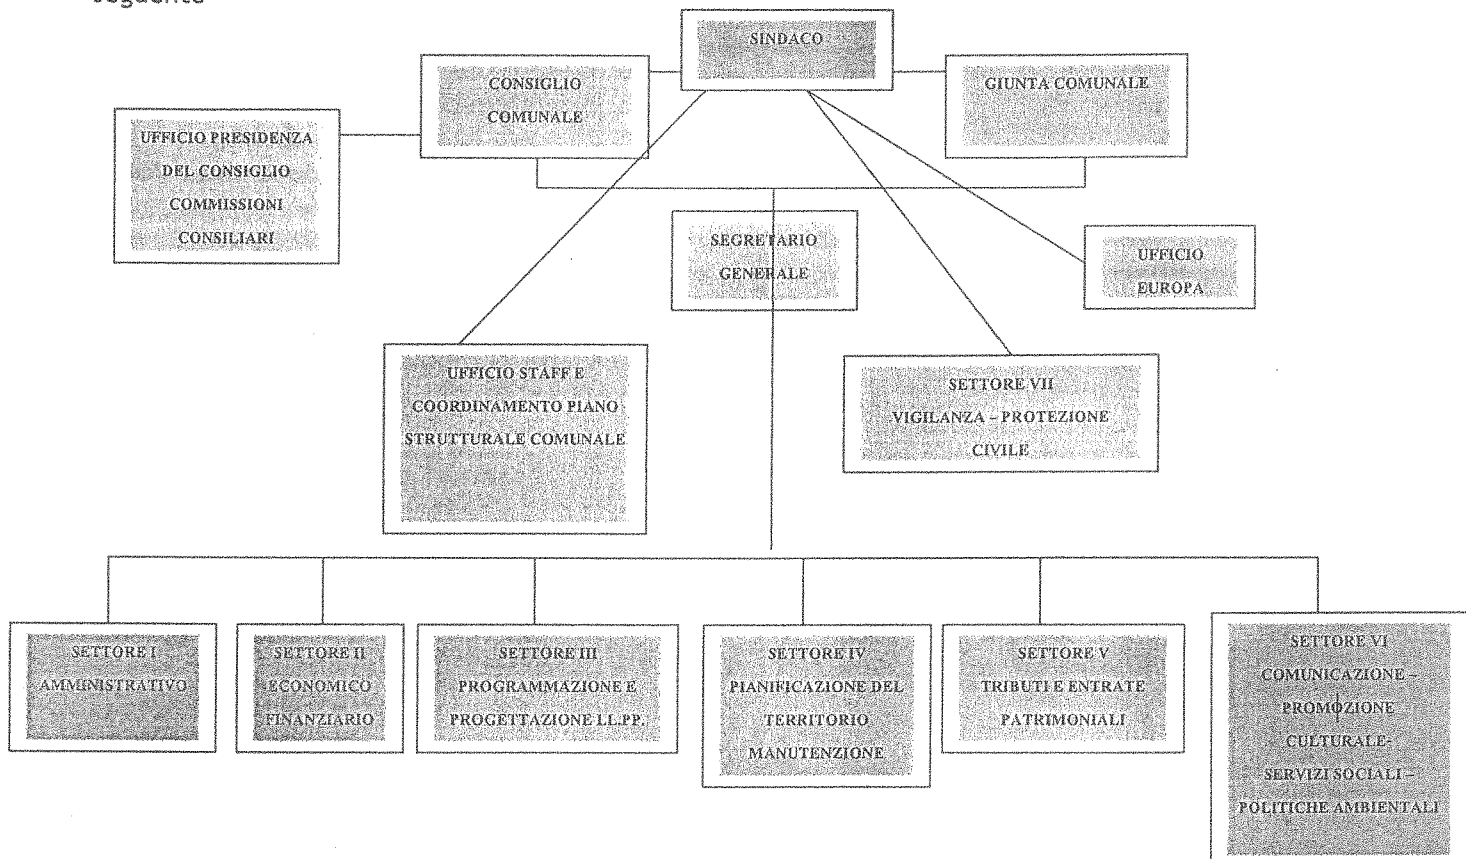 seguente
SINDACO
CONSIGLIO
COMUNALE
GIUNTA COMUNALE
UFFICIO PRESIDENZA
DEL CONSIGLIO
COMMISSIONI
CONSILIARI
SEGRETARIO
GENERALE
UFFICIO
EUROPA
UFFICIO STAFF E
COORDINAMENTO PIANO
STRUTTURALE COMUNALE
SETTORE VII
VIGILANZA – PROTEZIONE
CIVILE
SETTORE I
AMMINISTRATIVO
SETTORE II
ECONOMICO
FINANZIARIO
SETTORE III
PROGRAMMAZIONE E
PROGETTAZIONE LL.PP.
SETTORE IV
PIANIFICAZIONE DEL
TERRITORIO
MANUTENZIONE
SETTORE V
TRIBUTI E ENTRATE
PATRIMONIALI
SETTORE VI
COMUNICAZIONE –
PROMOZIONE
CULTURALE-
SERVIZI SOCIALI –
POLITICHE AMBIENTALI